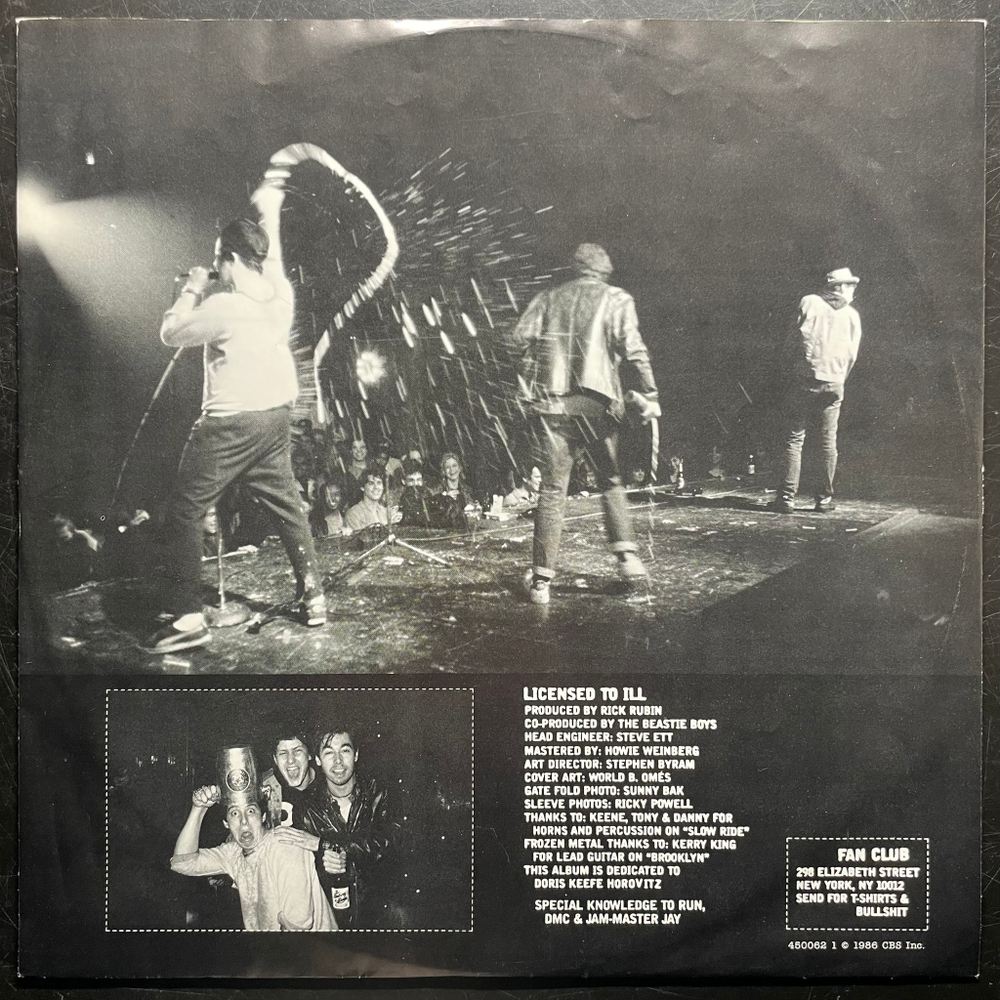 LICENSED TO ILL
PRODUCED BY RICK RUBIN
CO-PRODUCED BY THE BEASTIE BOYS
HEAD ENGINEER: STEVE ETT
MASTERED BY: HOWIE WEINBERG
ART DIRECTOR: STEPHEN BYRAM
COVER ART: WORLD B. OMËS
GATE FOLD PHOTO: SUNNY BAK
SLEEVE PHOTOS: RICKY POWELL
THANKS TO: KEENE, TONY & DANNY FOR
HORNS AND PERCUSSION ON "SLOW RIDE"
FROZEN METAL THANKS TO: KERRY KING
FOR LEAD GUITAR ON "BROOKLYN"
THIS ALBUM IS DEDICATED TO
DORIS KEEFE HOROVITZ
SPECIAL KNOWLEDGE TO RUN,
DMC & JAM-MASTER JAY
FAN CLUB
298 ELIZABETH STREET
NEW YORK, NY 10012
SEND FOR T-SHIRTS &
BULLSHIT
450062 1 © 1986 CBS Inc.